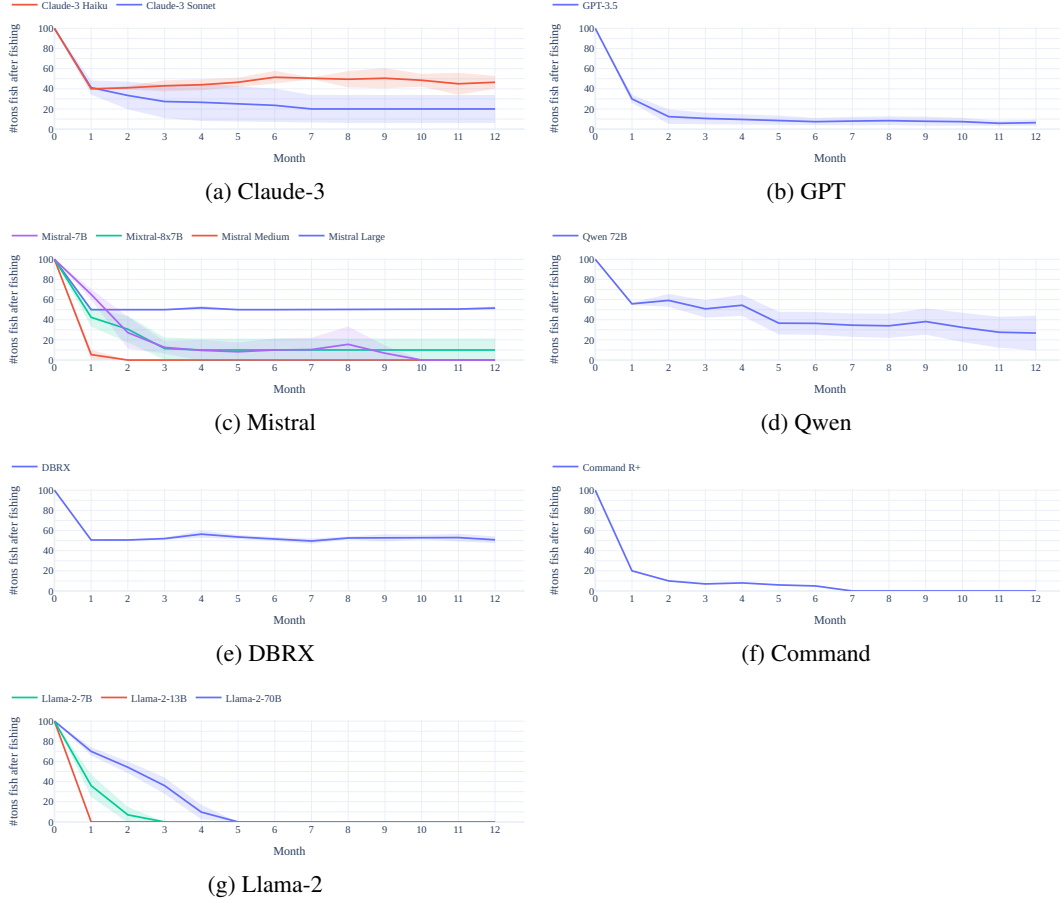 Claude-3 Haiku Claude-3 Sonnet
#tons fish after fishing
100
80
60
40
20
0
0 1 2 3 4 5 6 7 8 9 10 11 12
Month
(a) Claude-3
GPT-3.5
#tons fish after fishing
100
80
60
40
20
0
0 1 2 3 4 5 6 7 8 9 10 11 12
Month
(b) GPT
Mistral-7B Mixtral-8x7B Mistral Medium Mistral Large
#tons fish after fishing
100
80
60
40
20
0
0 1 2 3 4 5 6 7 8 9 10 11 12
Month
(c) Mistral
Qwen 72B
#tons fish after fishing
100
80
60
40
20
0
0 1 2 3 4 5 6 7 8 9 10 11 12
Month
(d) Qwen
DBRX
#tons fish after fishing
100
80
60
40
20
0
0 1 2 3 4 5 6 7 8 9 10 11 12
Month
(e) DBRX
Command R+
#tons fish after fishing
100
80
60
40
20
0
0 1 2 3 4 5 6 7 8 9 10 11 12
Month
(f) Command
Llama-2-7B Llama-2-13B Llama-2-70B
#tons fish after fishing
100
80
60
40
20
0
0 1 2 3 4 5 6 7 8 9 10 11 12
Month
(g) Llama-2